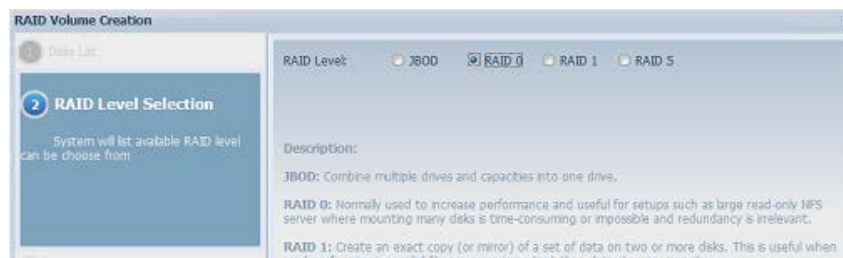 RAID Volume Creation
1 Disks List
2 RAID Level Selection
System will list available RAID level
can be choose from
RAID Level: JBOD RAID 0 RAID 1 RAID 5
Description:
JBOD: Combine multiple drives and capacities into one drive.
RAID 0: Normally used to increase performance and useful for setups such as large read-only NFS
server where mounting many disks is time-consuming or impossible and redundancy is irrelevant.
RAID 1: Create an exact copy (or mirror) of a set of data on two or more disks. This is useful when